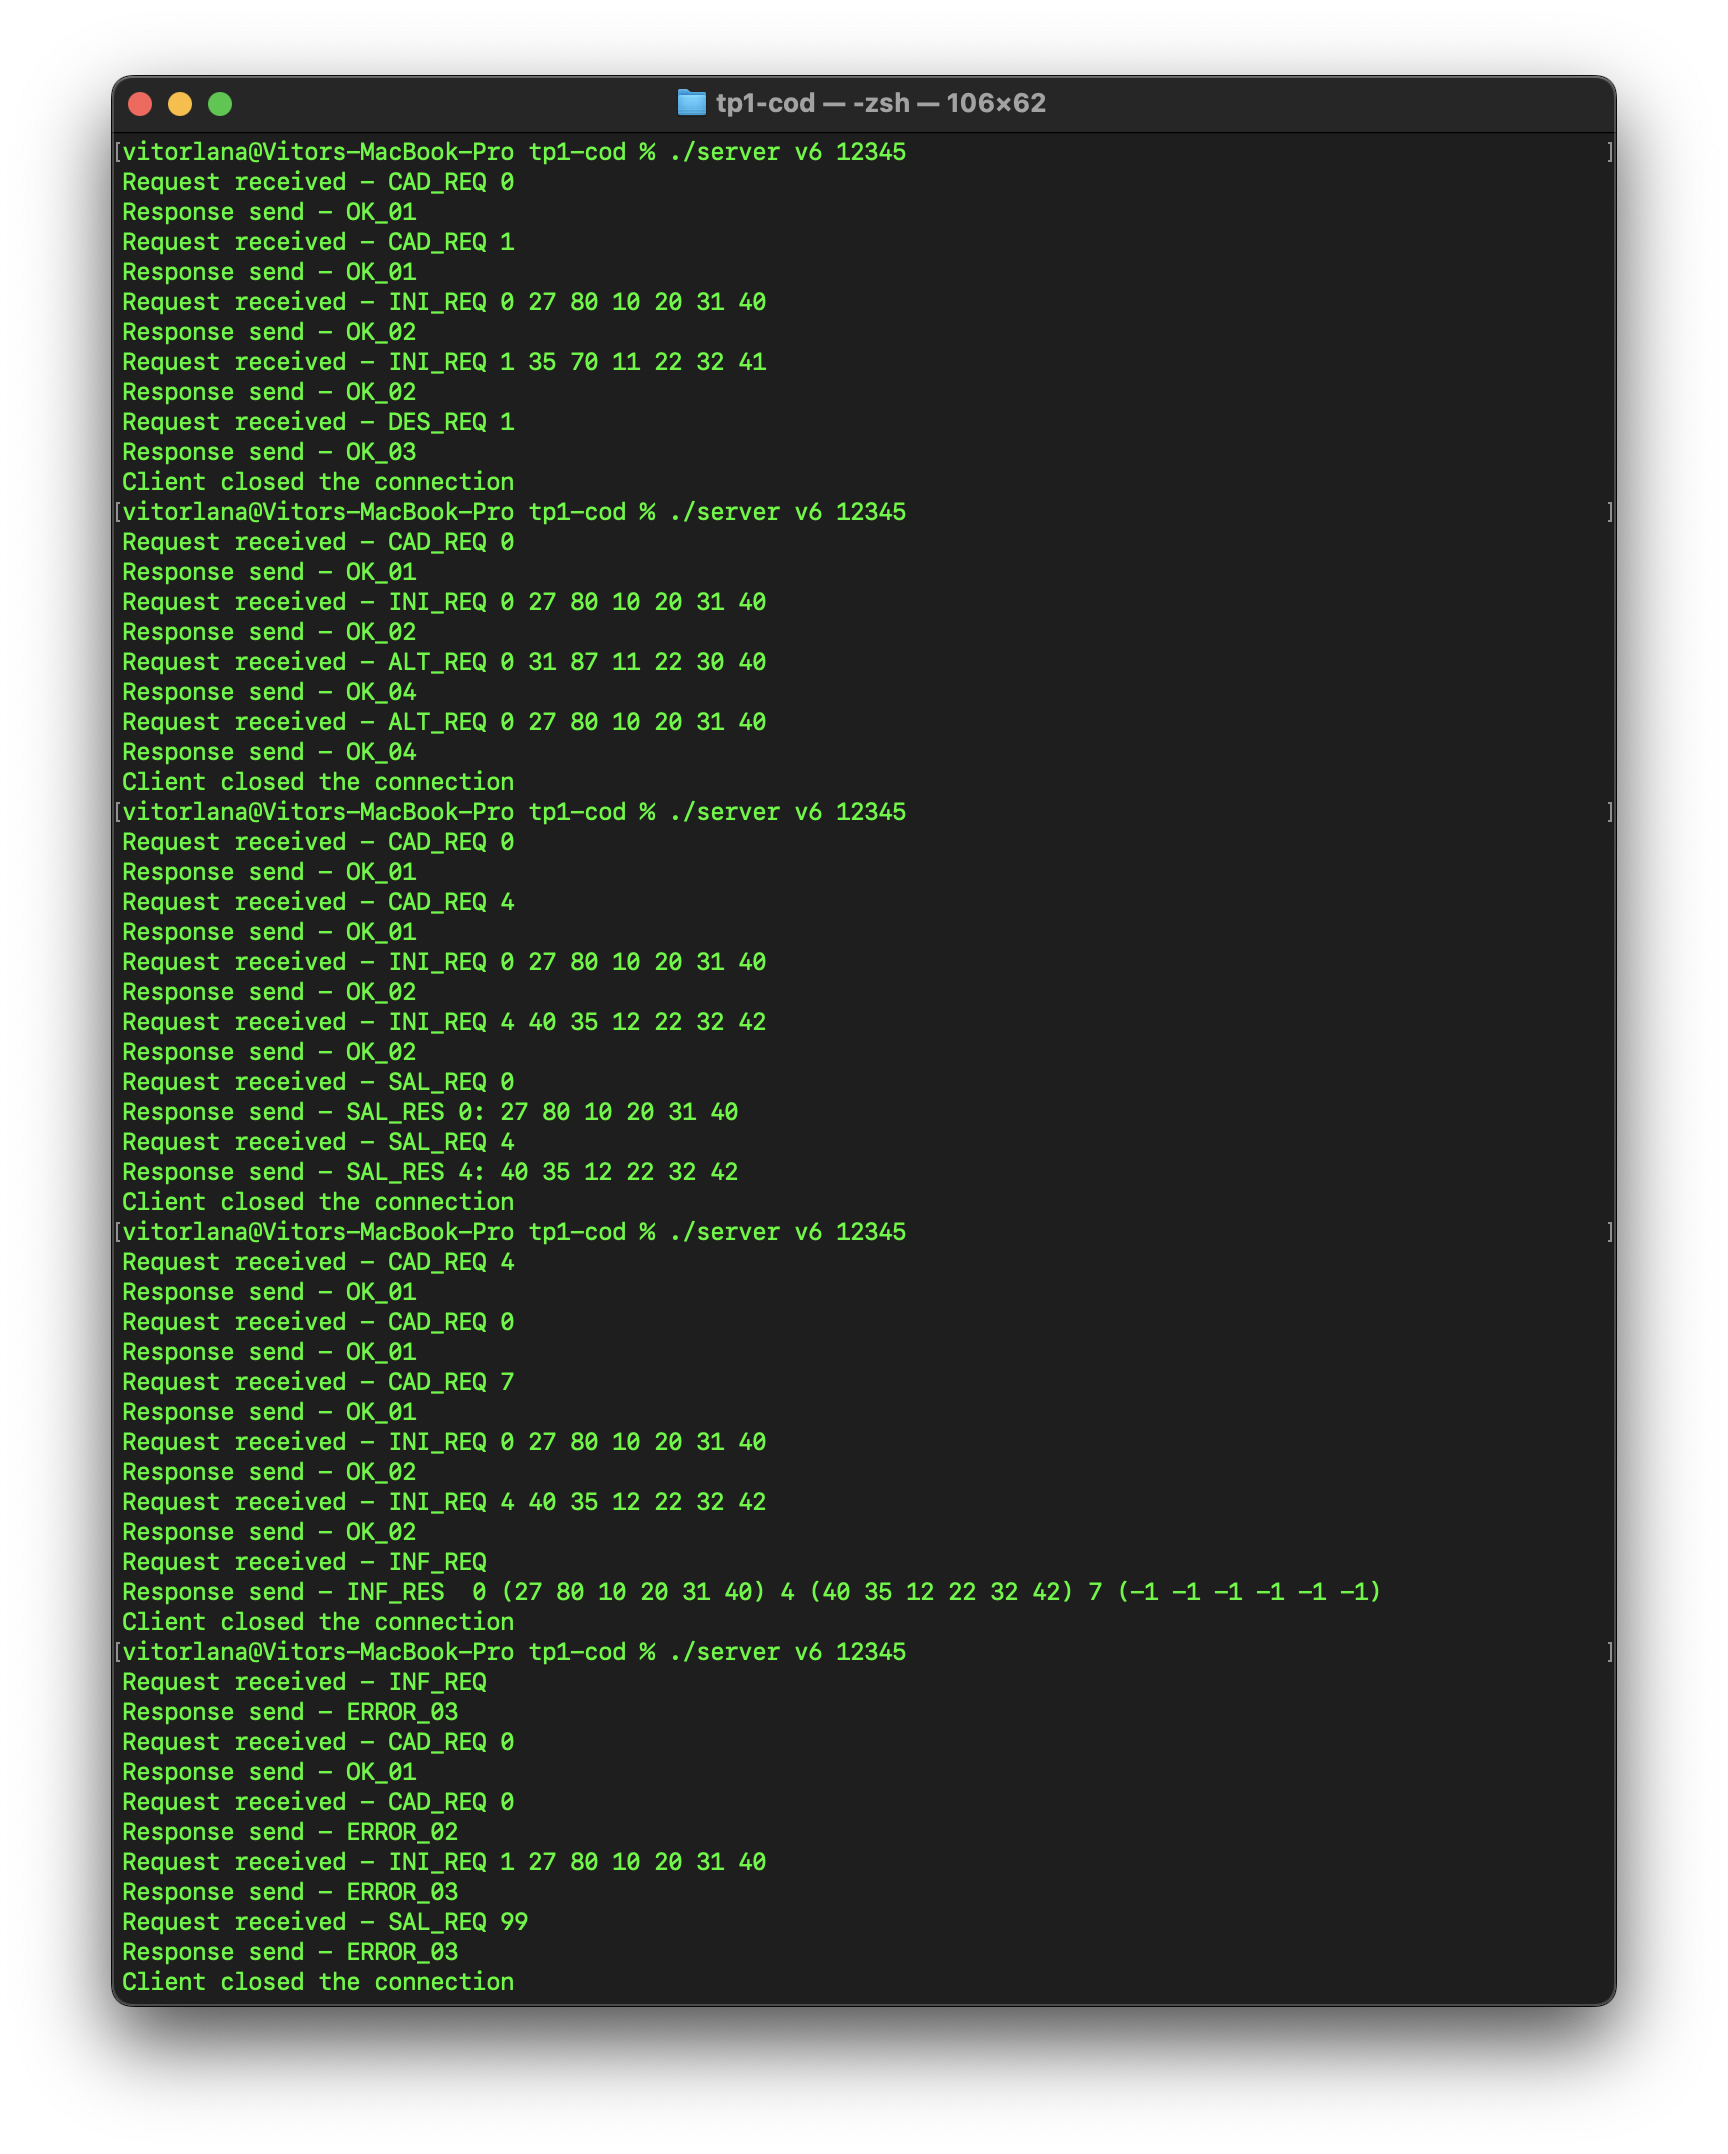 tp1-cod — -zsh — 106×62
[vitorlana@Vitors-MacBook-Pro tp1-cod % ./server v6 12345 ]
Request received - CAD_REQ 0
Response send - OK_01
Request received - CAD_REQ 1
Response send - OK_01
Request received - INI_REQ 0 27 80 10 20 31 40
Response send - OK_02
Request received - INI_REQ 1 35 70 11 22 32 41
Response send - OK_02
Request received - DES_REQ 1
Response send - OK_03
Client closed the connection
[vitorlana@Vitors-MacBook-Pro tp1-cod % ./server v6 12345 ]
Request received - CAD_REQ 0
Response send - OK_01
Request received - INI_REQ 0 27 80 10 20 31 40
Response send - OK_02
Request received - ALT_REQ 0 31 87 11 22 30 40
Response send - OK_04
Request received - ALT_REQ 0 27 80 10 20 31 40
Response send - OK_04
Client closed the connection
[vitorlana@Vitors-MacBook-Pro tp1-cod % ./server v6 12345 ]
Request received - CAD_REQ 0
Response send - OK_01
Request received - CAD_REQ 4
Response send - OK_01
Request received - INI_REQ 0 27 80 10 20 31 40
Response send - OK_02
Request received - INI_REQ 4 40 35 12 22 32 42
Response send - OK_02
Request received - SAL_REQ 0
Response send - SAL_RES 0: 27 80 10 20 31 40
Request received - SAL_REQ 4
Response send - SAL_RES 4: 40 35 12 22 32 42
Client closed the connection
[vitorlana@Vitors-MacBook-Pro tp1-cod % ./server v6 12345 ]
Request received - CAD_REQ 4
Response send - OK_01
Request received - CAD_REQ 0
Response send - OK_01
Request received - CAD_REQ 7
Response send - OK_01
Request received - INI_REQ 0 27 80 10 20 31 40
Response send - OK_02
Request received - INI_REQ 4 40 35 12 22 32 42
Response send - OK_02
Request received - INF_REQ
Response send - INF_RES  0 (27 80 10 20 31 40) 4 (40 35 12 22 32 42) 7 (-1 -1 -1 -1 -1 -1)
Client closed the connection
[vitorlana@Vitors-MacBook-Pro tp1-cod % ./server v6 12345 ]
Request received - INF_REQ
Response send - ERROR_03
Request received - CAD_REQ 0
Response send - OK_01
Request received - CAD_REQ 0
Response send - ERROR_02
Request received - INI_REQ 1 27 80 10 20 31 40
Response send - ERROR_03
Request received - SAL_REQ 99
Response send - ERROR_03
Client closed the connection